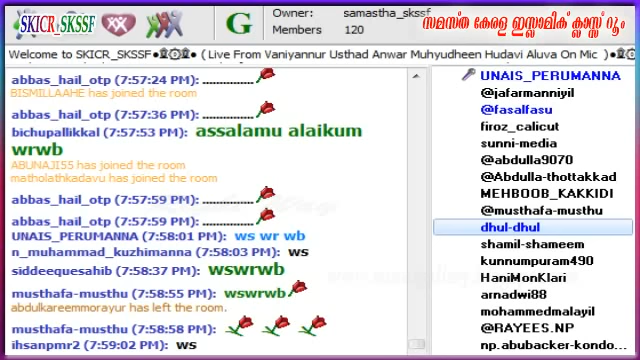 SKICR_SKSSF
G
Owner: samastha_skssf
Members 120
സമസ്ത കേരള ഇസ്ലാമിക് ക്ലാസ്സ് റൂം
Welcome to SKICR_SKSSF ( Live From Vaniyannur Usthad Anwar Muhyudheen Hudavi Aluva On Mic )
abbas_hail_otp (7:57:24 PM): ...............
BISMILLAAHE has joined the room
abbas_hail_otp (7:57:36 PM): ...............
bichupallikkal (7:57:53 PM): assalamu alaikum
wrwb
ABUNAJI55 has joined the room
matholathkadavu has joined the room
abbas_hail_otp (7:57:59 PM): ...............
abbas_hail_otp (7:57:59 PM): ...............
UNAIS_PERUMANNA (7:58:01 PM): ws wr wb
n_muhammad_kuzhimanna (7:58:03 PM): ws
siddeequesahib (7:58:37 PM): wswrwb
musthafa-musthu (7:58:55 PM): wswrwb
abdulkareemmorayur has left the room.
musthafa-musthu (7:58:58 PM):
ihsanpmr2 (7:59:02 PM): ws
UNAIS_PERUMANNA
@jafarmanniyil
@fasalfasu
firoz_calicut
sunni-media
@abdulla9070
@Abdulla-thottakkad
MEHBOOB_KAKKIDI
@musthafa-musthu
dhul-dhul
shamil-shameem
kunnumpuram490
HaniMonKlari
arnadwi88
mohammedmalayil
@RAYEES.NP
np.abubacker-kondo...